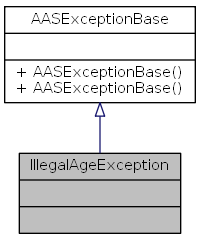 AASExceptionBase
+ AASExceptionBase()
+ AASExceptionBase()
IllegalAgeException